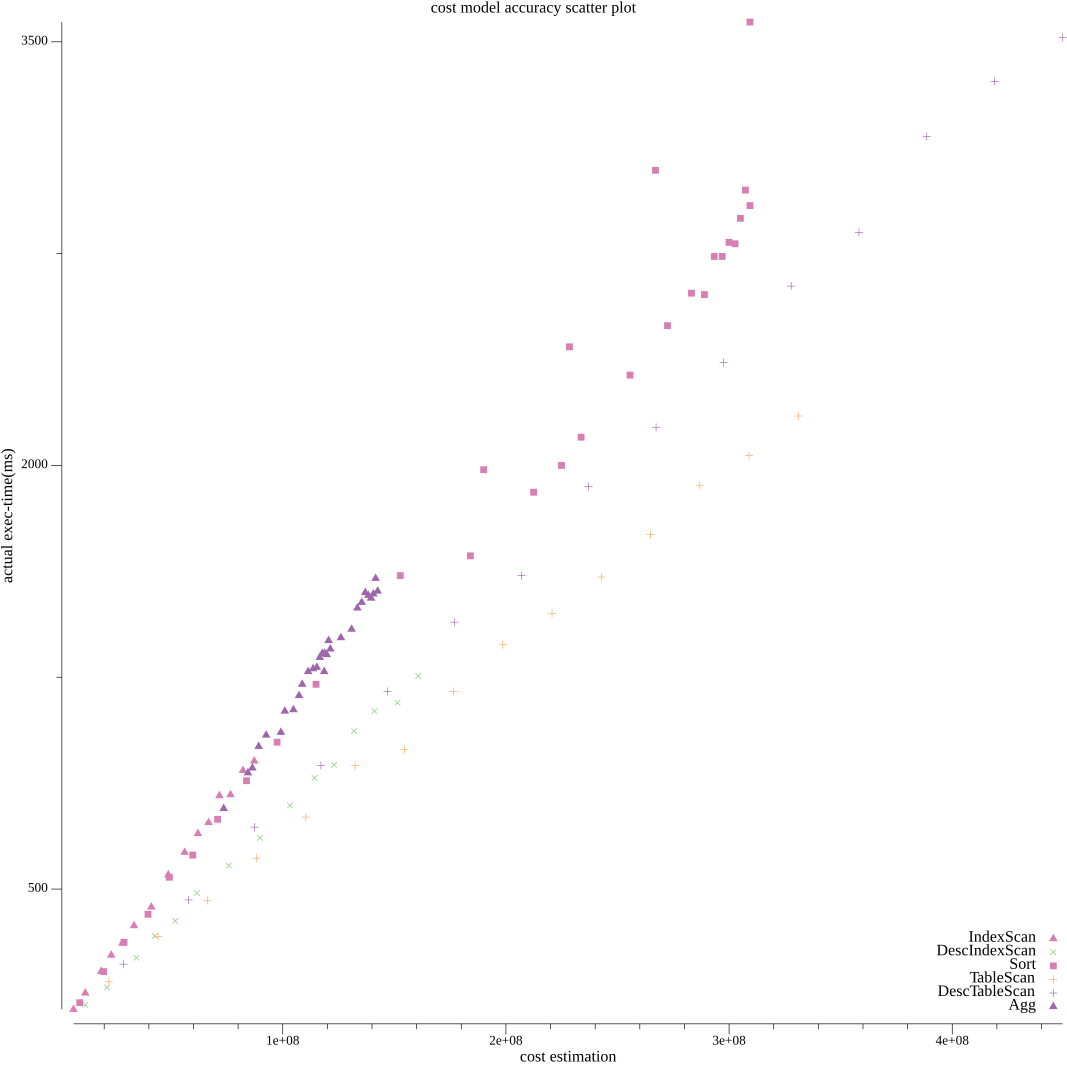 cost model accuracy scatter plot
3500
2000
500
actual exec-time(ms)
IndexScan
DescIndexScan
Sort
TableScan
DescTableScan
Agg
1e+08 2e+08 3e+08 4e+08
cost estimation